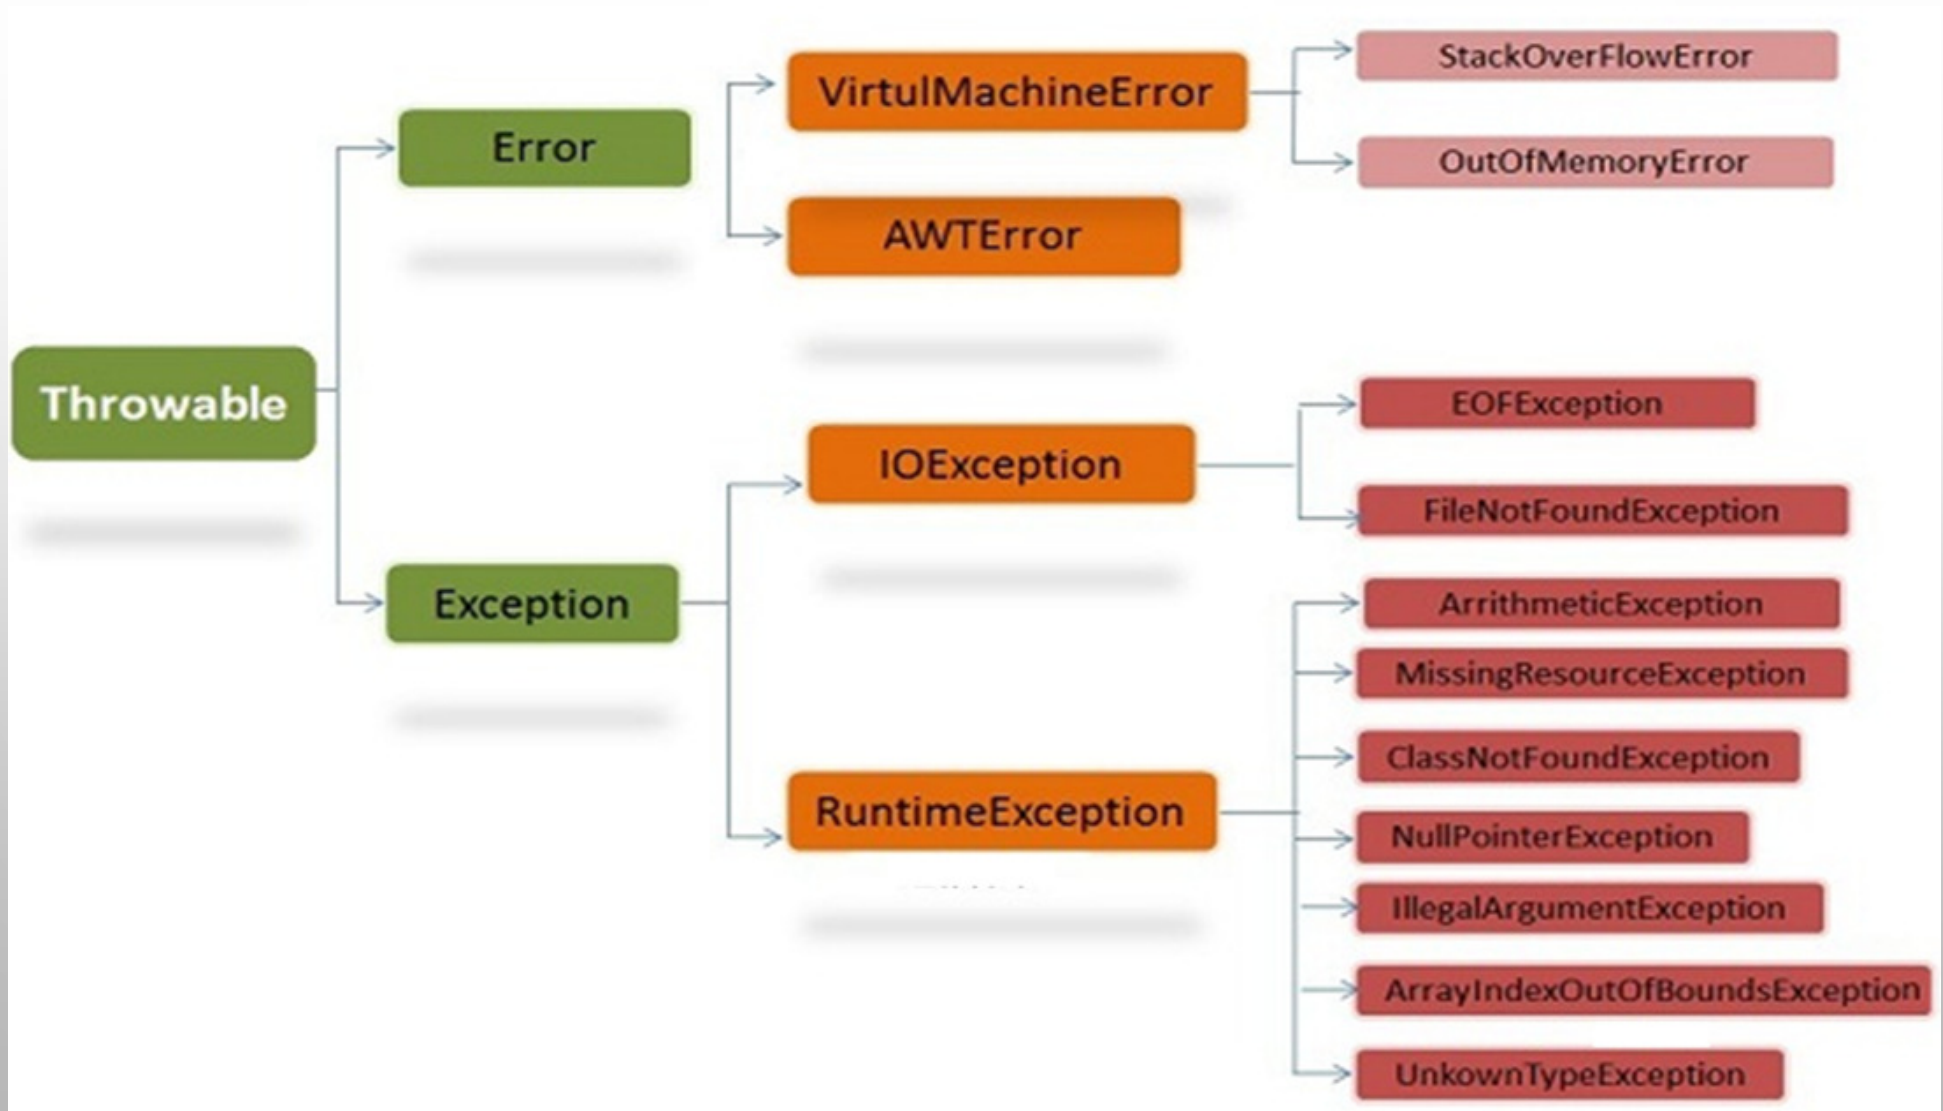 Throwable
Error
VirtulMachineError
StackOverFlowError
OutOfMemoryError
AWTError
Exception
IOException
EOFException
FileNotFoundException
RuntimeException
ArrithmeticException
MissingResourceException
ClassNotFoundException
NullPointerException
IllegalArgumentException
ArrayIndexOutOfBoundsException
UnkownTypeException